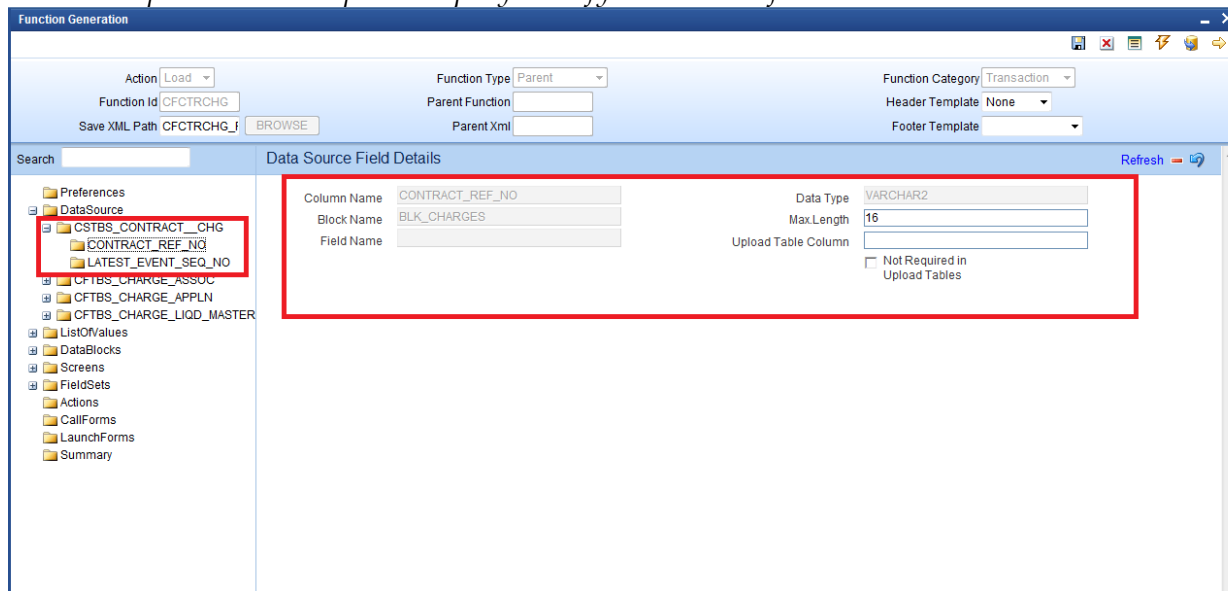 Function Generation
Action Load
Function Type Parent
Function Category Transaction
Function Id CFCTRCHG
Parent Function
Header Template None
Save XML Path CFCTRCHG_F BROWSE
Parent Xml
Footer Template
Search
Data Source Field Details
Refresh
Preferences
DataSource
CSTBS_CONTRACT__CHG
CONTRACT_REF_NO
LATEST_EVENT_SEQ_NO
CFTBS_CHARGE_ASSOC
CFTBS_CHARGE_APPLN
CFTBS_CHARGE_LIQD_MASTER
ListOfValues
DataBlocks
Screens
FieldSets
Actions
CallForms
LaunchForms
Summary
Column Name CONTRACT_REF_NO
Data Type VARCHAR2
Block Name BLK_CHARGES
Max.Length 16
Field Name
Upload Table Column
Not Required in
Upload Tables